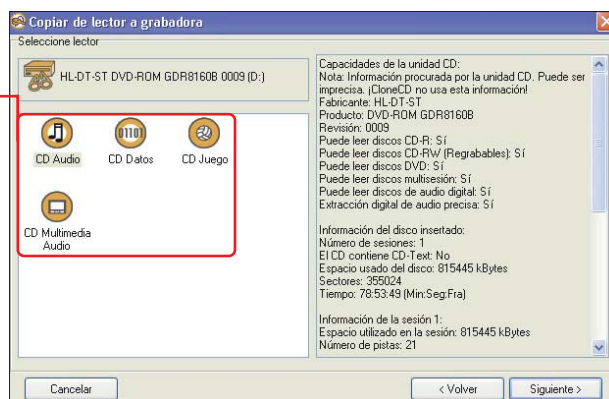 Copiar de lector a grabadora
Seleccione lector
HL-DT-ST DVD-ROM GDR8160B 0009 (D:)
CD Audio
CD Datos
CD Juego
CD Multimedia
Audio
Capacidades de la unidad CD:
Nota: Información procurada por la unidad CD. Puede ser
imprecisa. ¡CloneCD no usa esta información!
Fabricante: HL-DT-ST
Producto: DVD-ROM GDR8160B
Revisión: 0009
Puede leer discos CD-R: Sí
Puede leer discos CD-RW (Regrabables): Sí
Puede leer discos DVD: Sí
Puede leer discos multisesión: Sí
Puede leer discos de audio digital: Sí
Extracción digital de audio precisa: Sí
Información del disco insertado:
Número de sesiones: 1
El CD contiene CD-Text: No
Espacio usado del disco: 815445 kBytes
Sectores: 355024
Tiempo: 78:53:49 (Min:Seg:Fra)
Información de la sesión 1:
Espacio utilizado en la sesión: 815445 kBytes
Número de pistas: 21
Cancelar
< Volver
Siguiente >